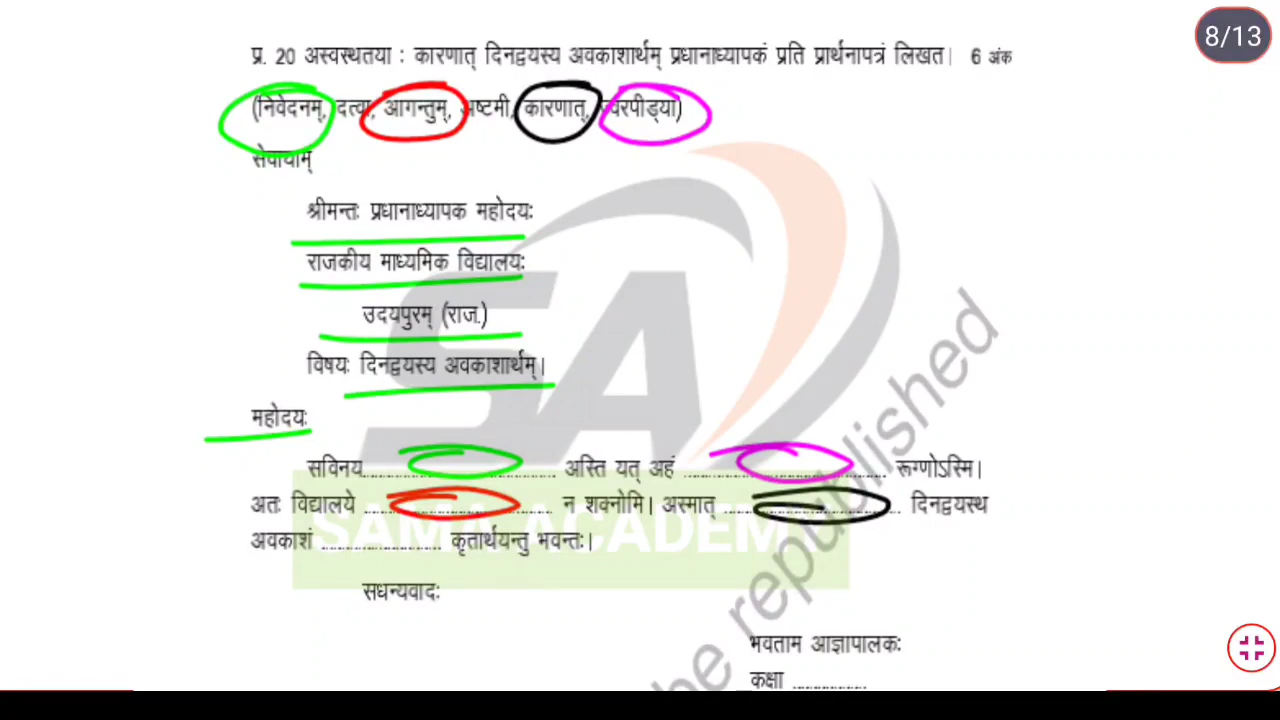 8/13
प्र. 20 अस्वस्थतया : कारणात् दिनद्वयस्य अवकाशार्थम् प्रधानाध्यापकं प्रति प्रार्थनापत्रं लिखत। 6 अंक
(निवेदनम्, दत्वा, आगन्तुम्, अष्टमी, कारणात्, ज्वरपीड्या)
सेवायाम्
श्रीमन्तः प्रधानाध्यापक महोदयः
राजकीय माध्यमिक विद्यालयः
उदयपुरम् (राज.)
विषयः दिनद्वयस्य अवकाशार्थम्।
महोदयः
सविनय.................... अस्ति यत् अहं .................... रूग्णोऽस्मि।
अतः विद्यालये .................... न शक्नोमि। अस्मात् .................... दिनद्वयस्थ
अवकाशं .................... कृतार्थयन्तु भवन्तः।
सधन्यवादः
भवताम आज्ञापालकः
कक्षा ............
SA
be republished